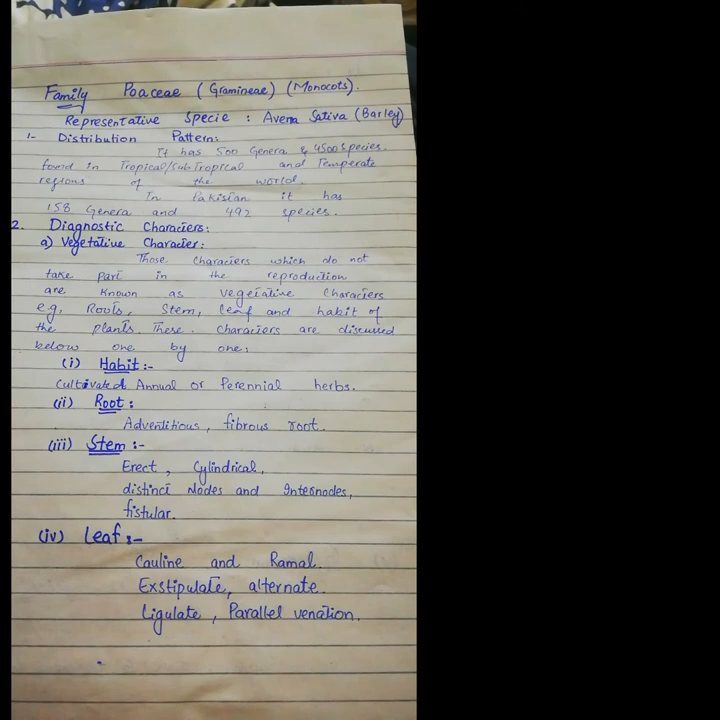 Family Poaceae (Gramineae) (Monocots).
Representative Specie : Avena Sativa (Barley)
1- Distribution Pattern:
It has 500 Genera & 4500 species.
found in Tropical/SubTropical and Temperate
regions of the world.
In Pakistan it has
158 Genera and 492 species.
2. Diagnostic Characters:
a) Vegetative Character:
Those characters which do not
take part in the reproduction
are known as vegetative characters
e.g, Roots, Stem, leaf and habit of
the plants. These characters are discussed
below one by one:
(i) Habit:-
Cultivated Annual or Perennial herbs.
(ii) Root:
Adventitious, fibrous root.
(iii) Stem:-
Erect, Cylindrical,
distinct Nodes and Internodes,
fistular.
(iv) Leaf:-
Cauline and Ramal.
Exstipulate, alternate.
Ligulate, Parallel venation.